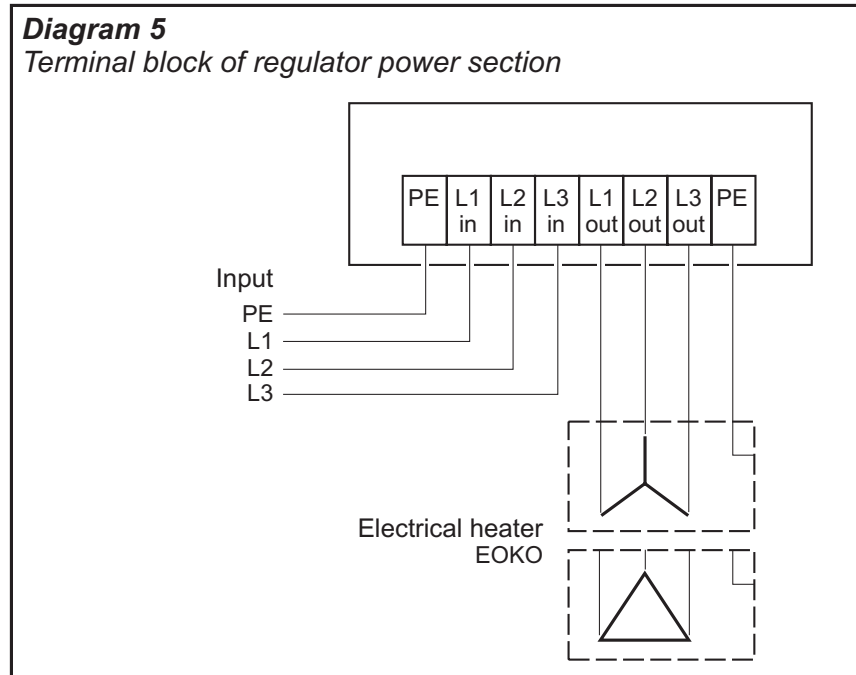 Diagram 5
Terminal block of regulator power section
PE L1 L2 L3 L1 L2 L3 PE
in in in out out out
Input
PE
L1
L2
L3
Electrical heater
EOKO